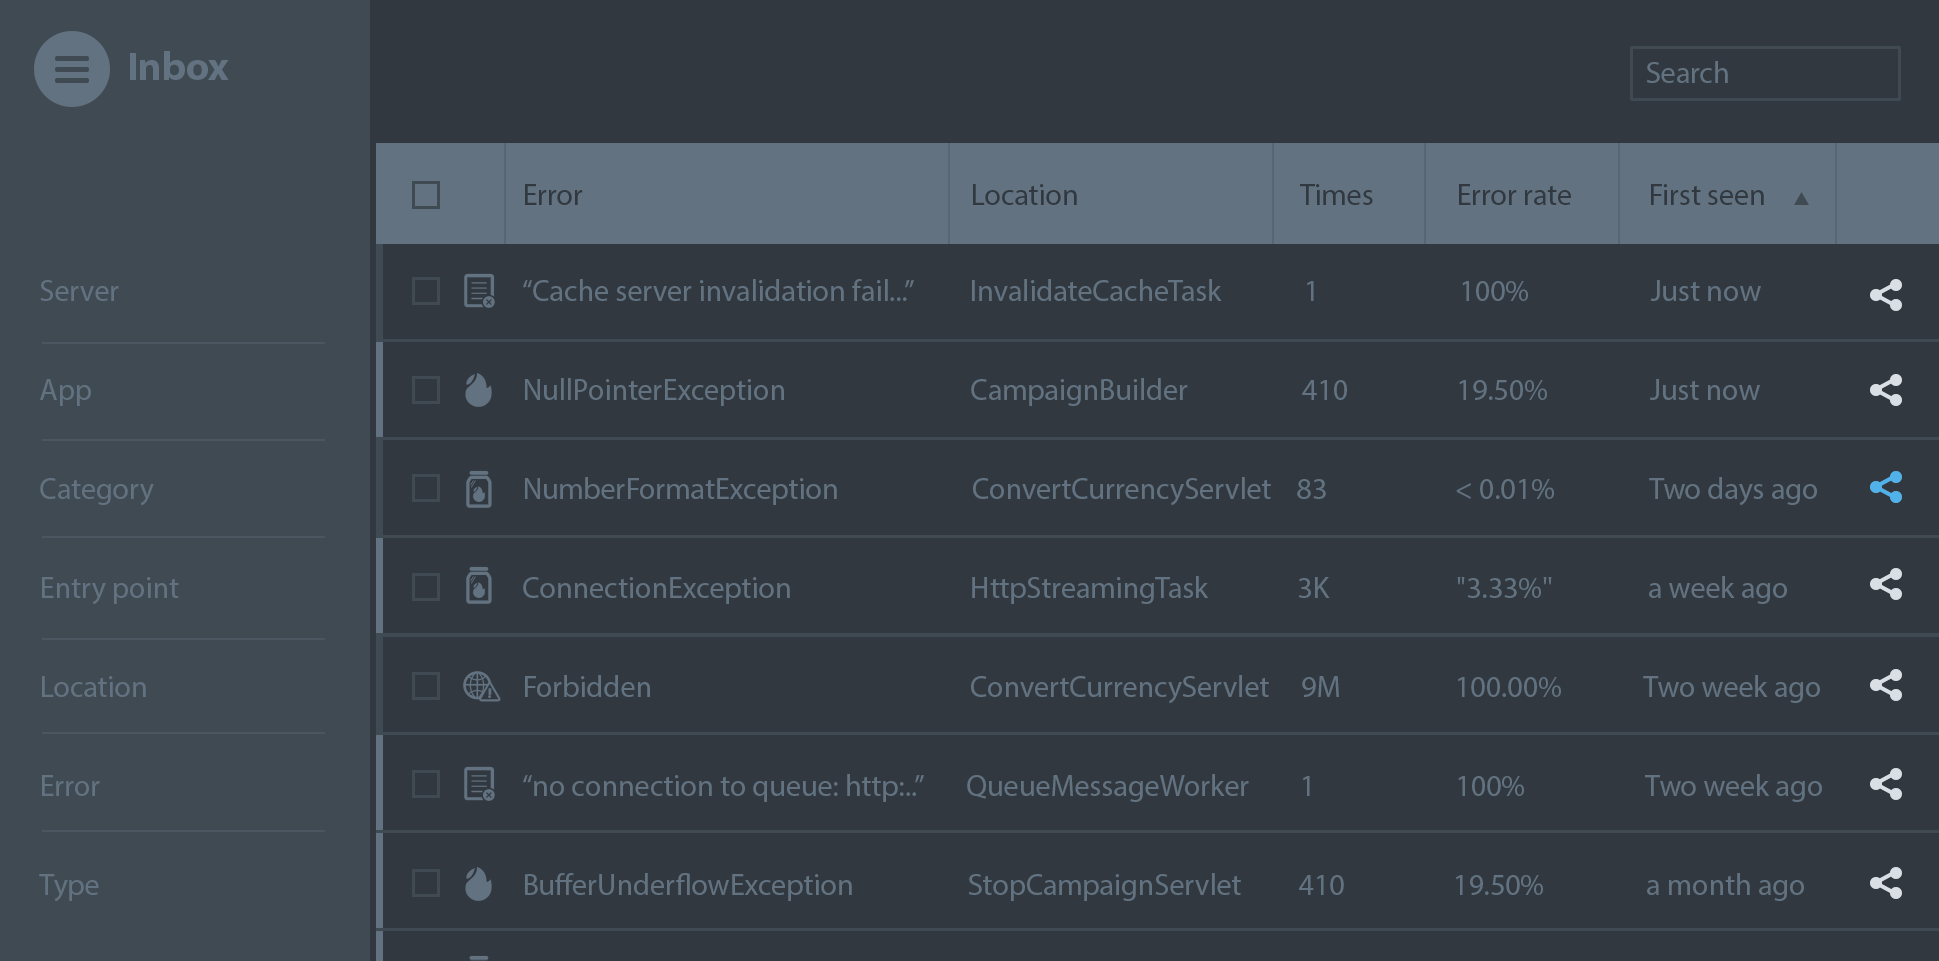 Inbox
Search
Error Location Times Error rate First seen
Server
“Cache server invalidation fail...” InvalidateCacheTask 1 100% Just now
App
NullPointerException CampaignBuilder 410 19.50% Just now
Category
NumberFormatException ConvertCurrencyServlet 83 < 0.01% Two days ago
Entry point
ConnectionException HttpStreamingTask 3K "3.33%" a week ago
Location
Forbidden ConvertCurrencyServlet 9M 100.00% Two week ago
Error
“no connection to queue: http:..” QueueMessageWorker 1 100% Two week ago
Type
BufferUnderflowException StopCampaignServlet 410 19.50% a month ago